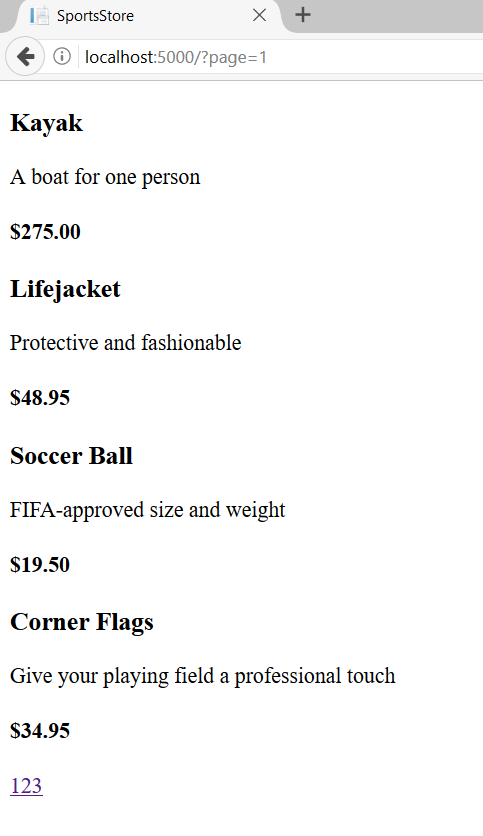 SportsStore
localhost:5000/?page=1
Kayak
A boat for one person
$275.00
Lifejacket
Protective and fashionable
$48.95
Soccer Ball
FIFA-approved size and weight
$19.50
Corner Flags
Give your playing field a professional touch
$34.95
123